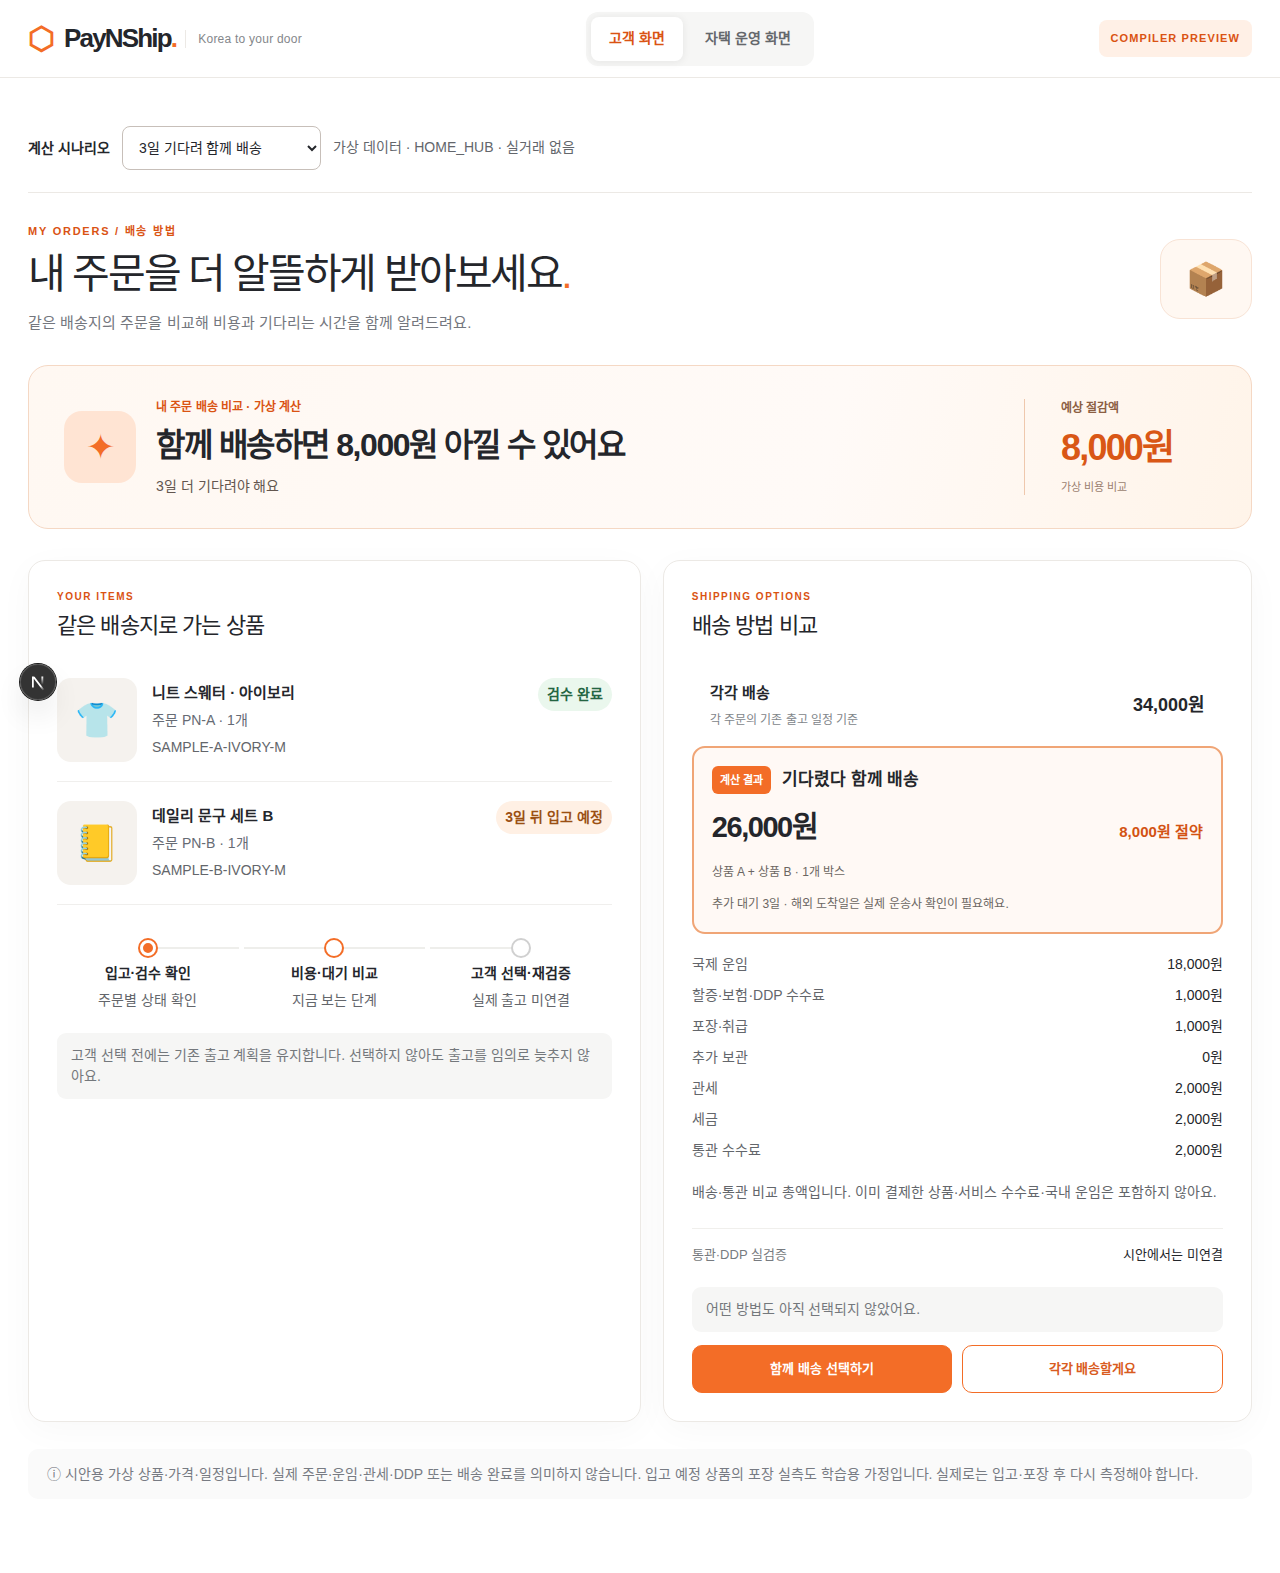 PayNShip.
Korea to your door
고객 화면
자택 운영 화면
COMPILER PREVIEW
계산 시나리오
3일 기다려 함께 배송
가상 데이터 · HOME_HUB · 실거래 없음
MY ORDERS / 배송 방법
내 주문을 더 알뜰하게 받아보세요.
같은 배송지의 주문을 비교해 비용과 기다리는 시간을 함께 알려드려요.
내 주문 배송 비교 · 가상 계산
함께 배송하면 8,000원 아낄 수 있어요
3일 더 기다려야 해요
예상 절감액
8,000원
가상 비용 비교
YOUR ITEMS
같은 배송지로 가는 상품
N
니트 스웨터 · 아이보리
주문 PN-A · 1개
SAMPLE-A-IVORY-M
검수 완료
데일리 문구 세트 B
주문 PN-B · 1개
SAMPLE-B-IVORY-M
3일 뒤 입고 예정
입고·검수 확인
주문별 상태 확인
비용·대기 비교
지금 보는 단계
고객 선택·재검증
실제 출고 미연결
고객 선택 전에는 기존 출고 계획을 유지합니다. 선택하지 않아도 출고를 임의로 늦추지 않
아요.
SHIPPING OPTIONS
배송 방법 비교
각각 배송
각 주문의 기존 출고 일정 기준
34,000원
계산 결과
기다렸다 함께 배송
26,000원
8,000원 절약
상품 A + 상품 B · 1개 박스
추가 대기 3일 · 해외 도착일은 실제 운송사 확인이 필요해요.
국제 운임
18,000원
할증·보험·DDP 수수료
1,000원
포장·취급
1,000원
추가 보관
0원
관세
2,000원
세금
2,000원
통관 수수료
2,000원
배송·통관 비교 총액입니다. 이미 결제한 상품·서비스 수수료·국내 운임은 포함하지 않아요.
통관·DDP 실검증
시안에서는 미연결
어떤 방법도 아직 선택되지 않았어요.
함께 배송 선택하기
각각 배송할게요
ⓘ 시안용 가상 상품·가격·일정입니다. 실제 주문·운임·관세·DDP 또는 배송 완료를 의미하지 않습니다. 입고 예정 상품의 포장 실측도 학습용 가정입니다. 실제로는 입고·포장 후 다시 측정해야 합니다.